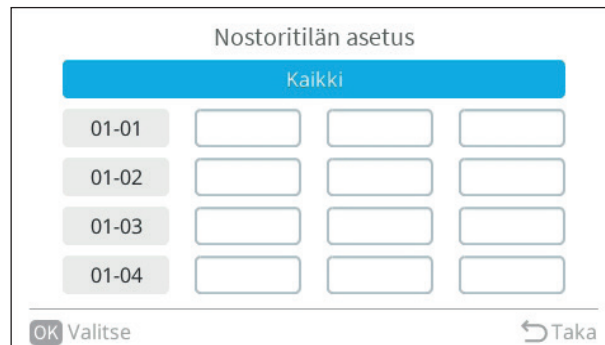 Nostoritilän asetus
Kaikki
01-01
01-02
01-03
01-04
OK Valitse
Taka